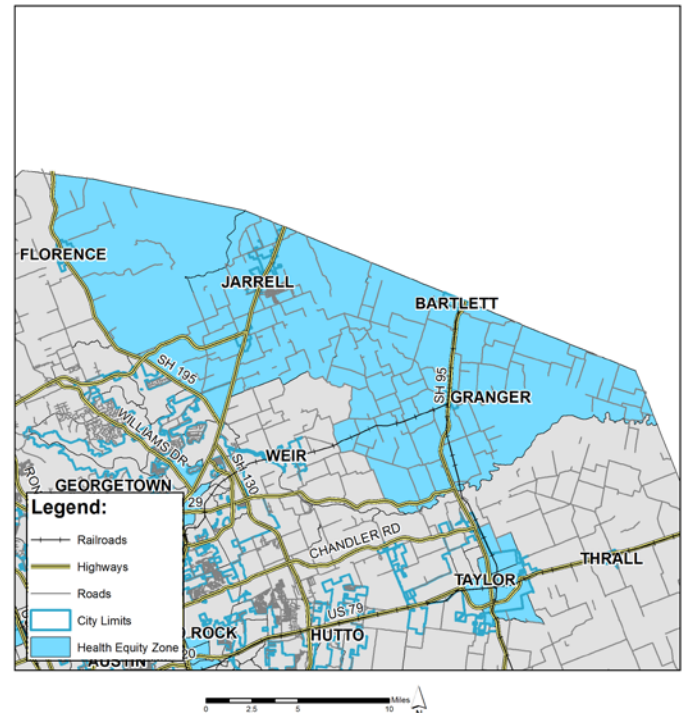 FLORENCE
JARRELL
BARTLETT
SH 195
SH 95
GRANGER
WILLIAMS DR
SH 130
WEIR
GEORGETOWN
29
Legend:
Railroads
Highways
Roads
City Limits
Health Equity Zone
CHANDLER RD
THRALL
TAYLOR
US 79
ROCK
HUTTO
20
AUSTIN
Miles
0 2.5 5 10
N